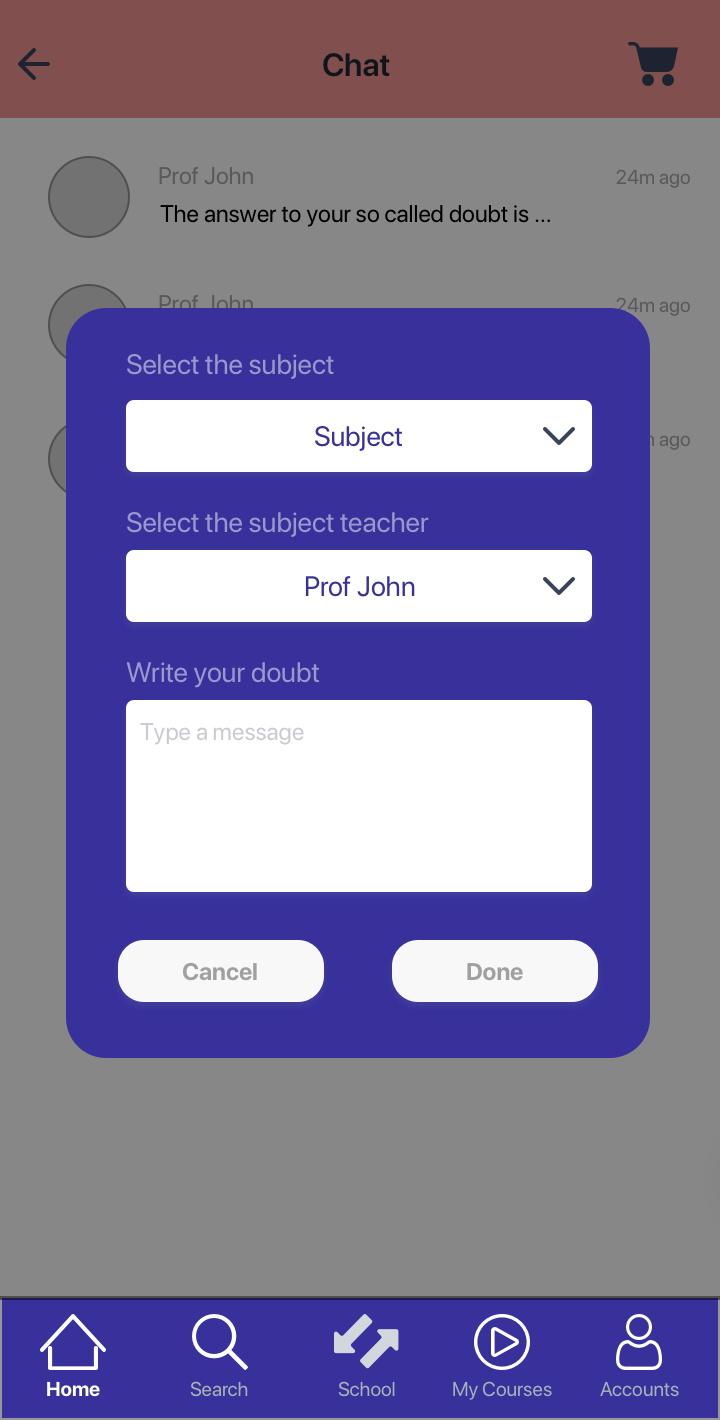 Chat
Prof John
24m ago
The answer to your so called doubt is ...
Prof John
24m ago
ago
Select the subject
Subject
Select the subject teacher
Prof John
Write your doubt
Type a message
Cancel
Done
Home
Search
School
My Courses
Accounts